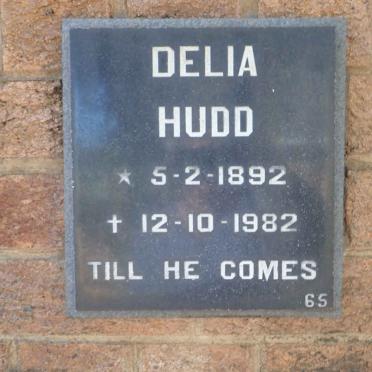 DELIA
HUDD
★ 5-2-1892
✝ 12-10-1982
TILL HE COMES
65